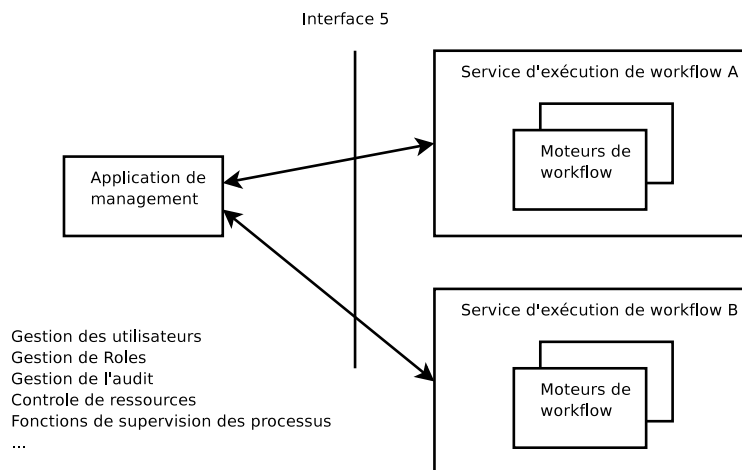 Interface 5
Service d'exécution de workflow A
Moteurs de
workflow
Application de
management
Service d'exécution de workflow B
Moteurs de
workflow
Gestion des utilisateurs
Gestion de Roles
Gestion de l'audit
Controle de ressources
Fonctions de supervision des processus
...